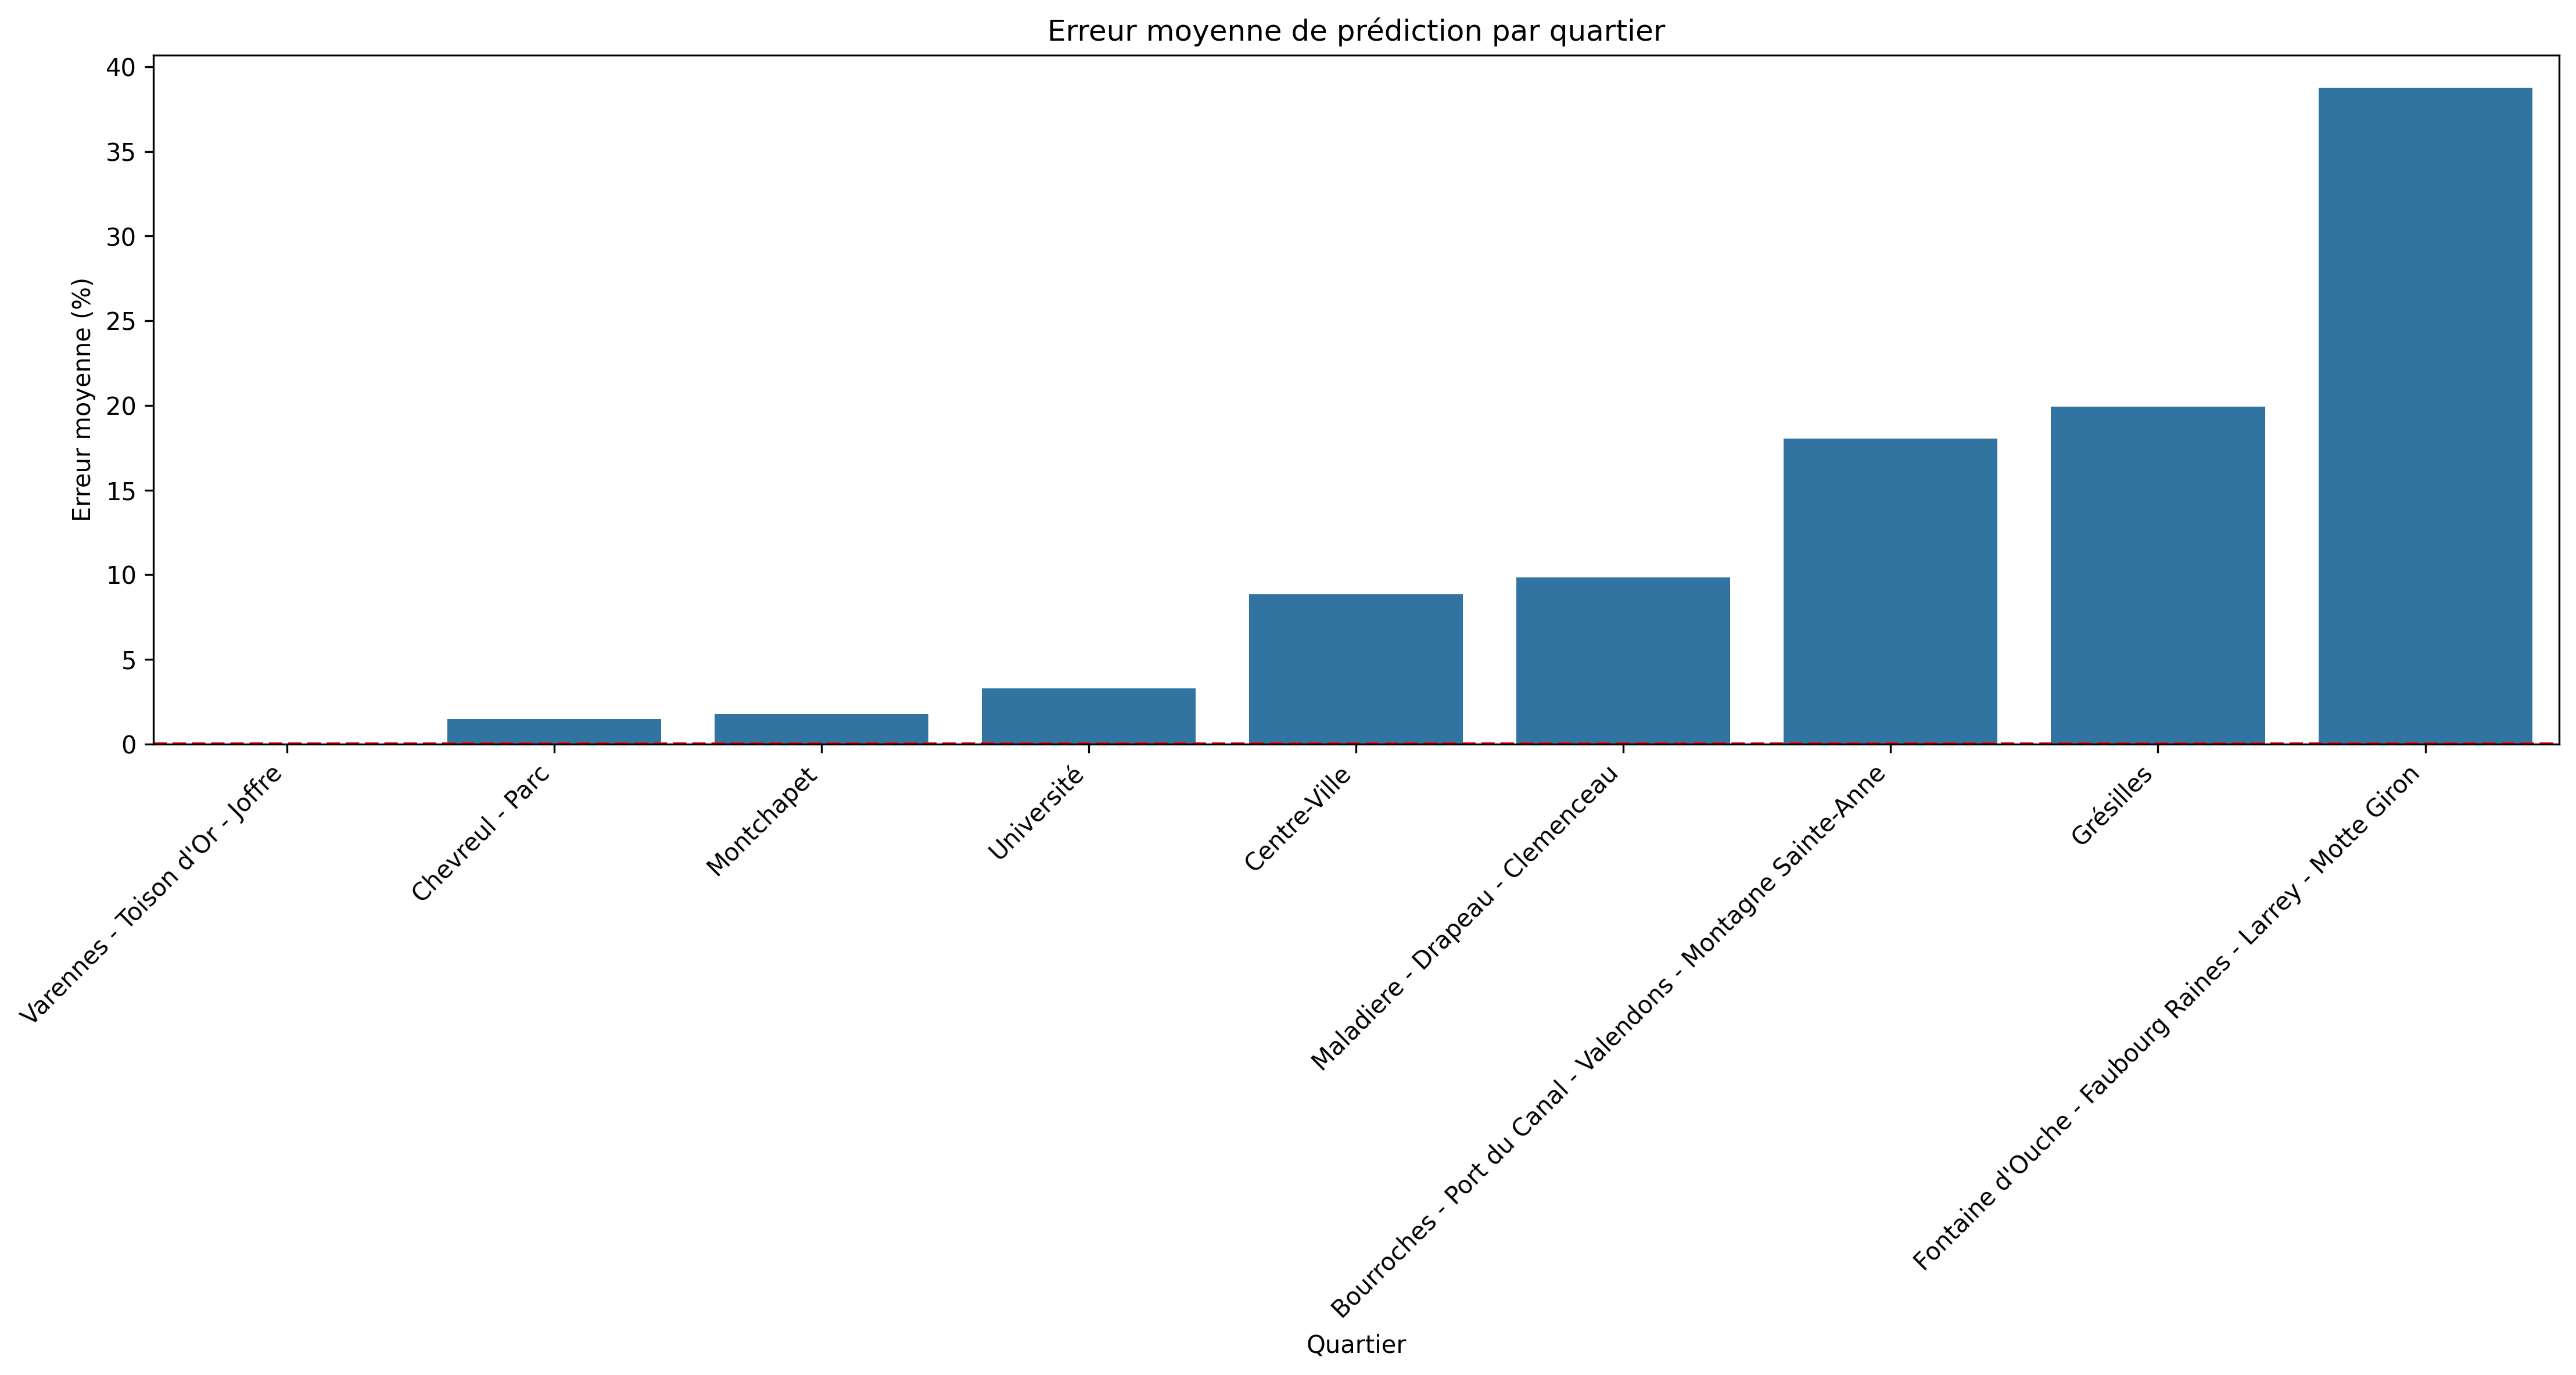 Erreur moyenne de prédiction par quartier
Erreur moyenne (%)
40
35
30
25
20
15
10
5
0
Varennes - Toison d'Or - Joffre
Chevreul - Parc
Montchapet
Université
Centre-Ville
Maladiere - Drapeau - Clemenceau
Bourroches - Port du Canal - Valendons - Montagne Sainte-Anne
Grésilles
Fontaine d'Ouche - Faubourg Raines - Larrey - Motte Giron
Quartier